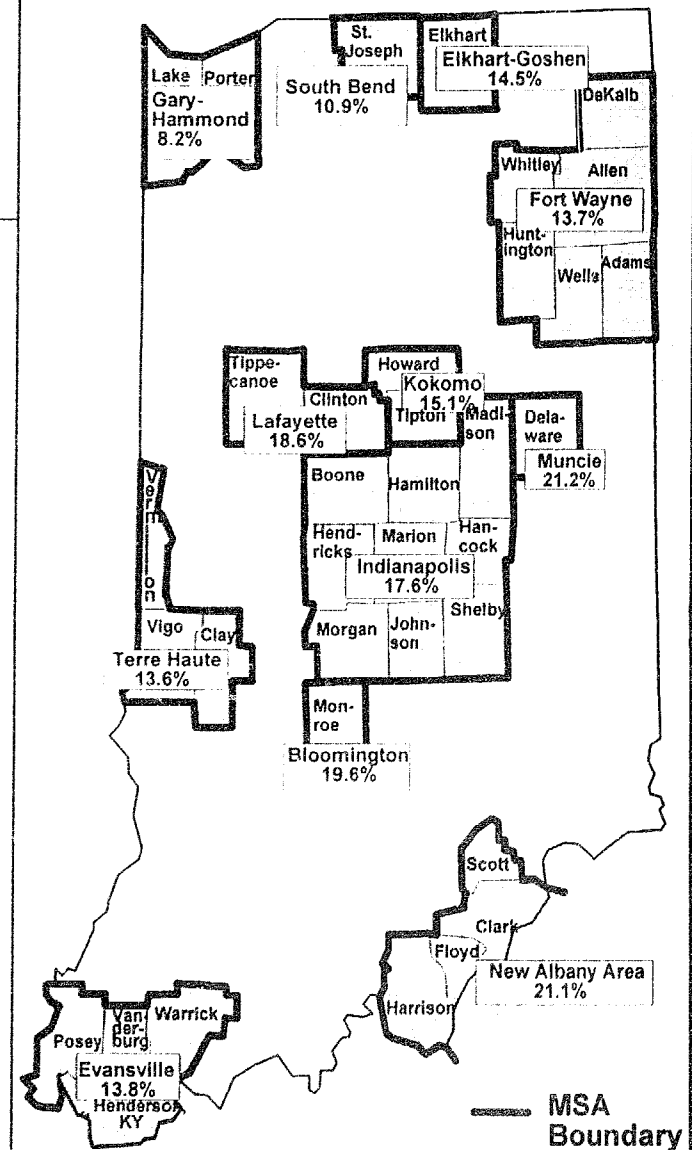 St.
Joseph
Elkhart
Lake
Porter
South Bend
10.9%
Elkhart-Goshen
14.5%
Gary-
Hammond
8.2%
DeKalb
Whitley
Allen
Fort Wayne
13.7%
Hunt-
ington
Wells
Adams
Tippe-
canoe
Howard
Kokomo
15.1%
Clinton
Tipton
Madi-
son
Lafayette
18.6%
Dela-
ware
Muncie
21.2%
Boone
Hamilton
Vermillion
Hend-
ricks
Marion
Han-
cock
Indianapolis
17.6%
Vigo
Clay
Morgan
John-
son
Shelby
Terre Haute
13.6%
Mon-
roe
Bloomington
19.6%
Scott
Clark
Floyd
New Albany Area
21.1%
Harrison
Posey
Van-
der-
burg
Warrick
Evansville
13.8%
Henderson
KY
MSA
Boundary